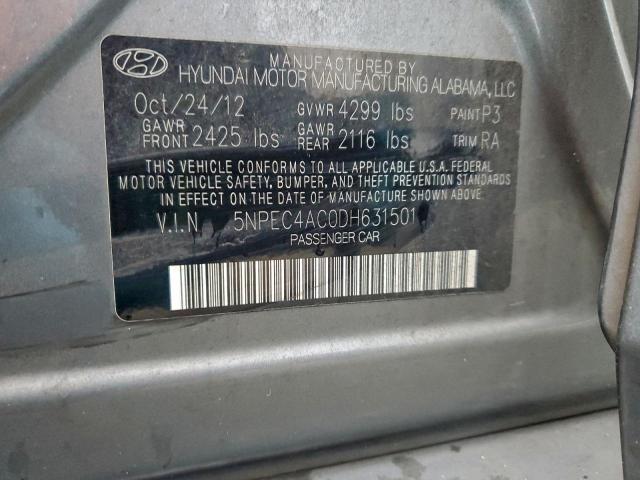 MANUFACTURED BY
HYUNDAI MOTOR MANUFACTURING ALABAMA, LLC
Oct/24/12 GVWR 4299 lbs PAINT P3
GAWR FRONT 2425 lbs GAWR REAR 2116 lbs TRIM RA
THIS VEHICLE CONFORMS TO ALL APPLICABLE U.S.A. FEDERAL
MOTOR VEHICLE SAFETY, BUMPER, AND THEFT PREVENTION STANDARDS
IN EFFECT ON THE DATE OF MANUFACTURE SHOWN ABOVE.
V.I.N. 5NPEC4AC0DH631501
PASSENGER CAR